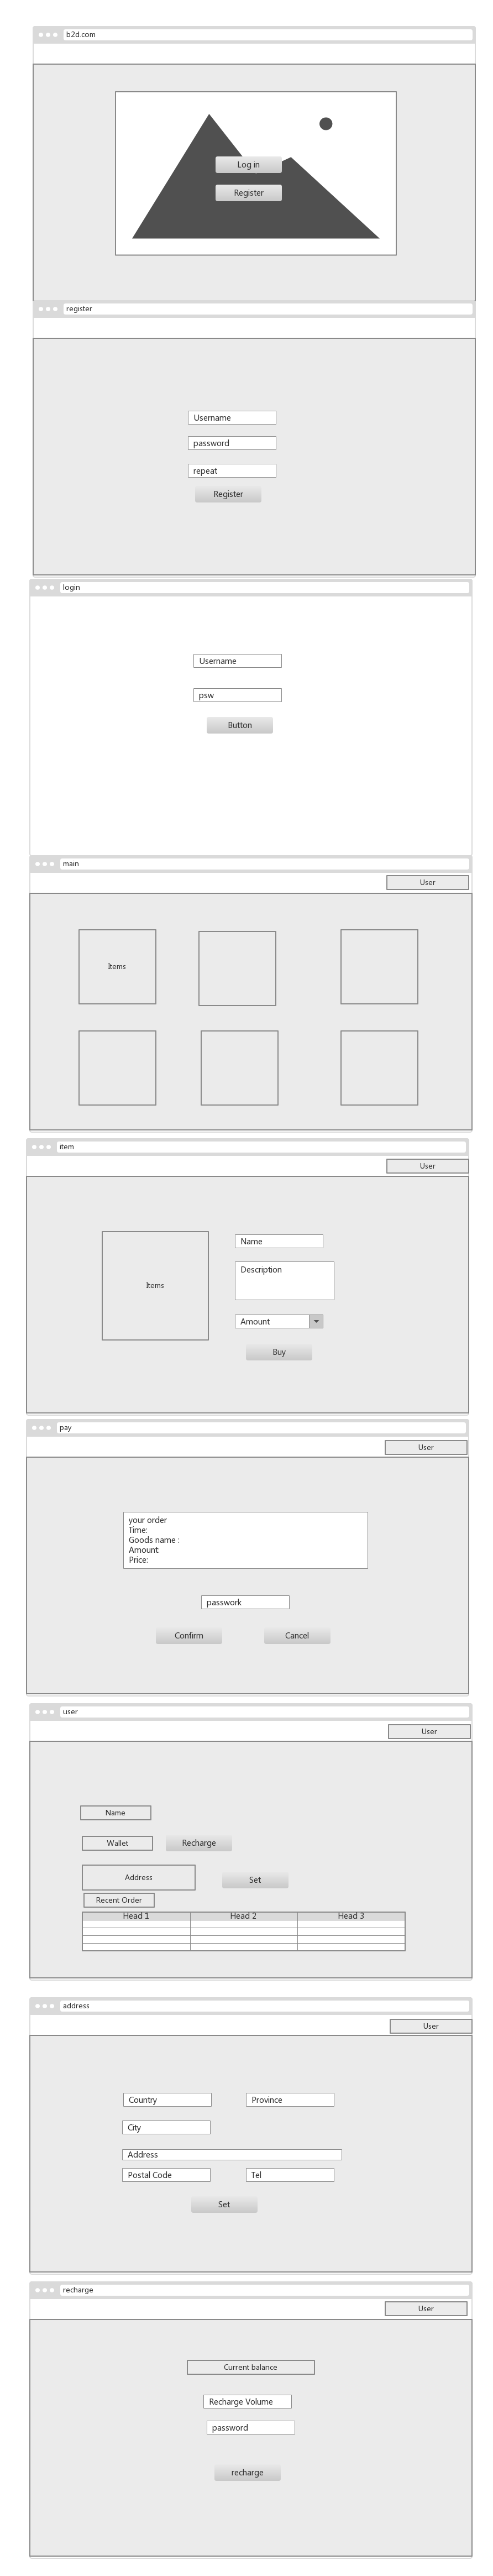 b2d.com
Log in
Register
register
Username
password
repeat
Register
login
Username
psw
Button
main
User
Items
item
User
Items
Name
Description
Amount
Buy
pay
User
your order
Time:
Goods name :
Amount:
Price:
passwork
Confirm
Cancel
user
User
Name
Wallet
Recharge
Address
Set
Recent Order
Head 1 Head 2 Head 3
address
User
Country
Province
City
Address
Postal Code
Tel
Set
recharge
User
Current balance
Recharge Volume
password
recharge